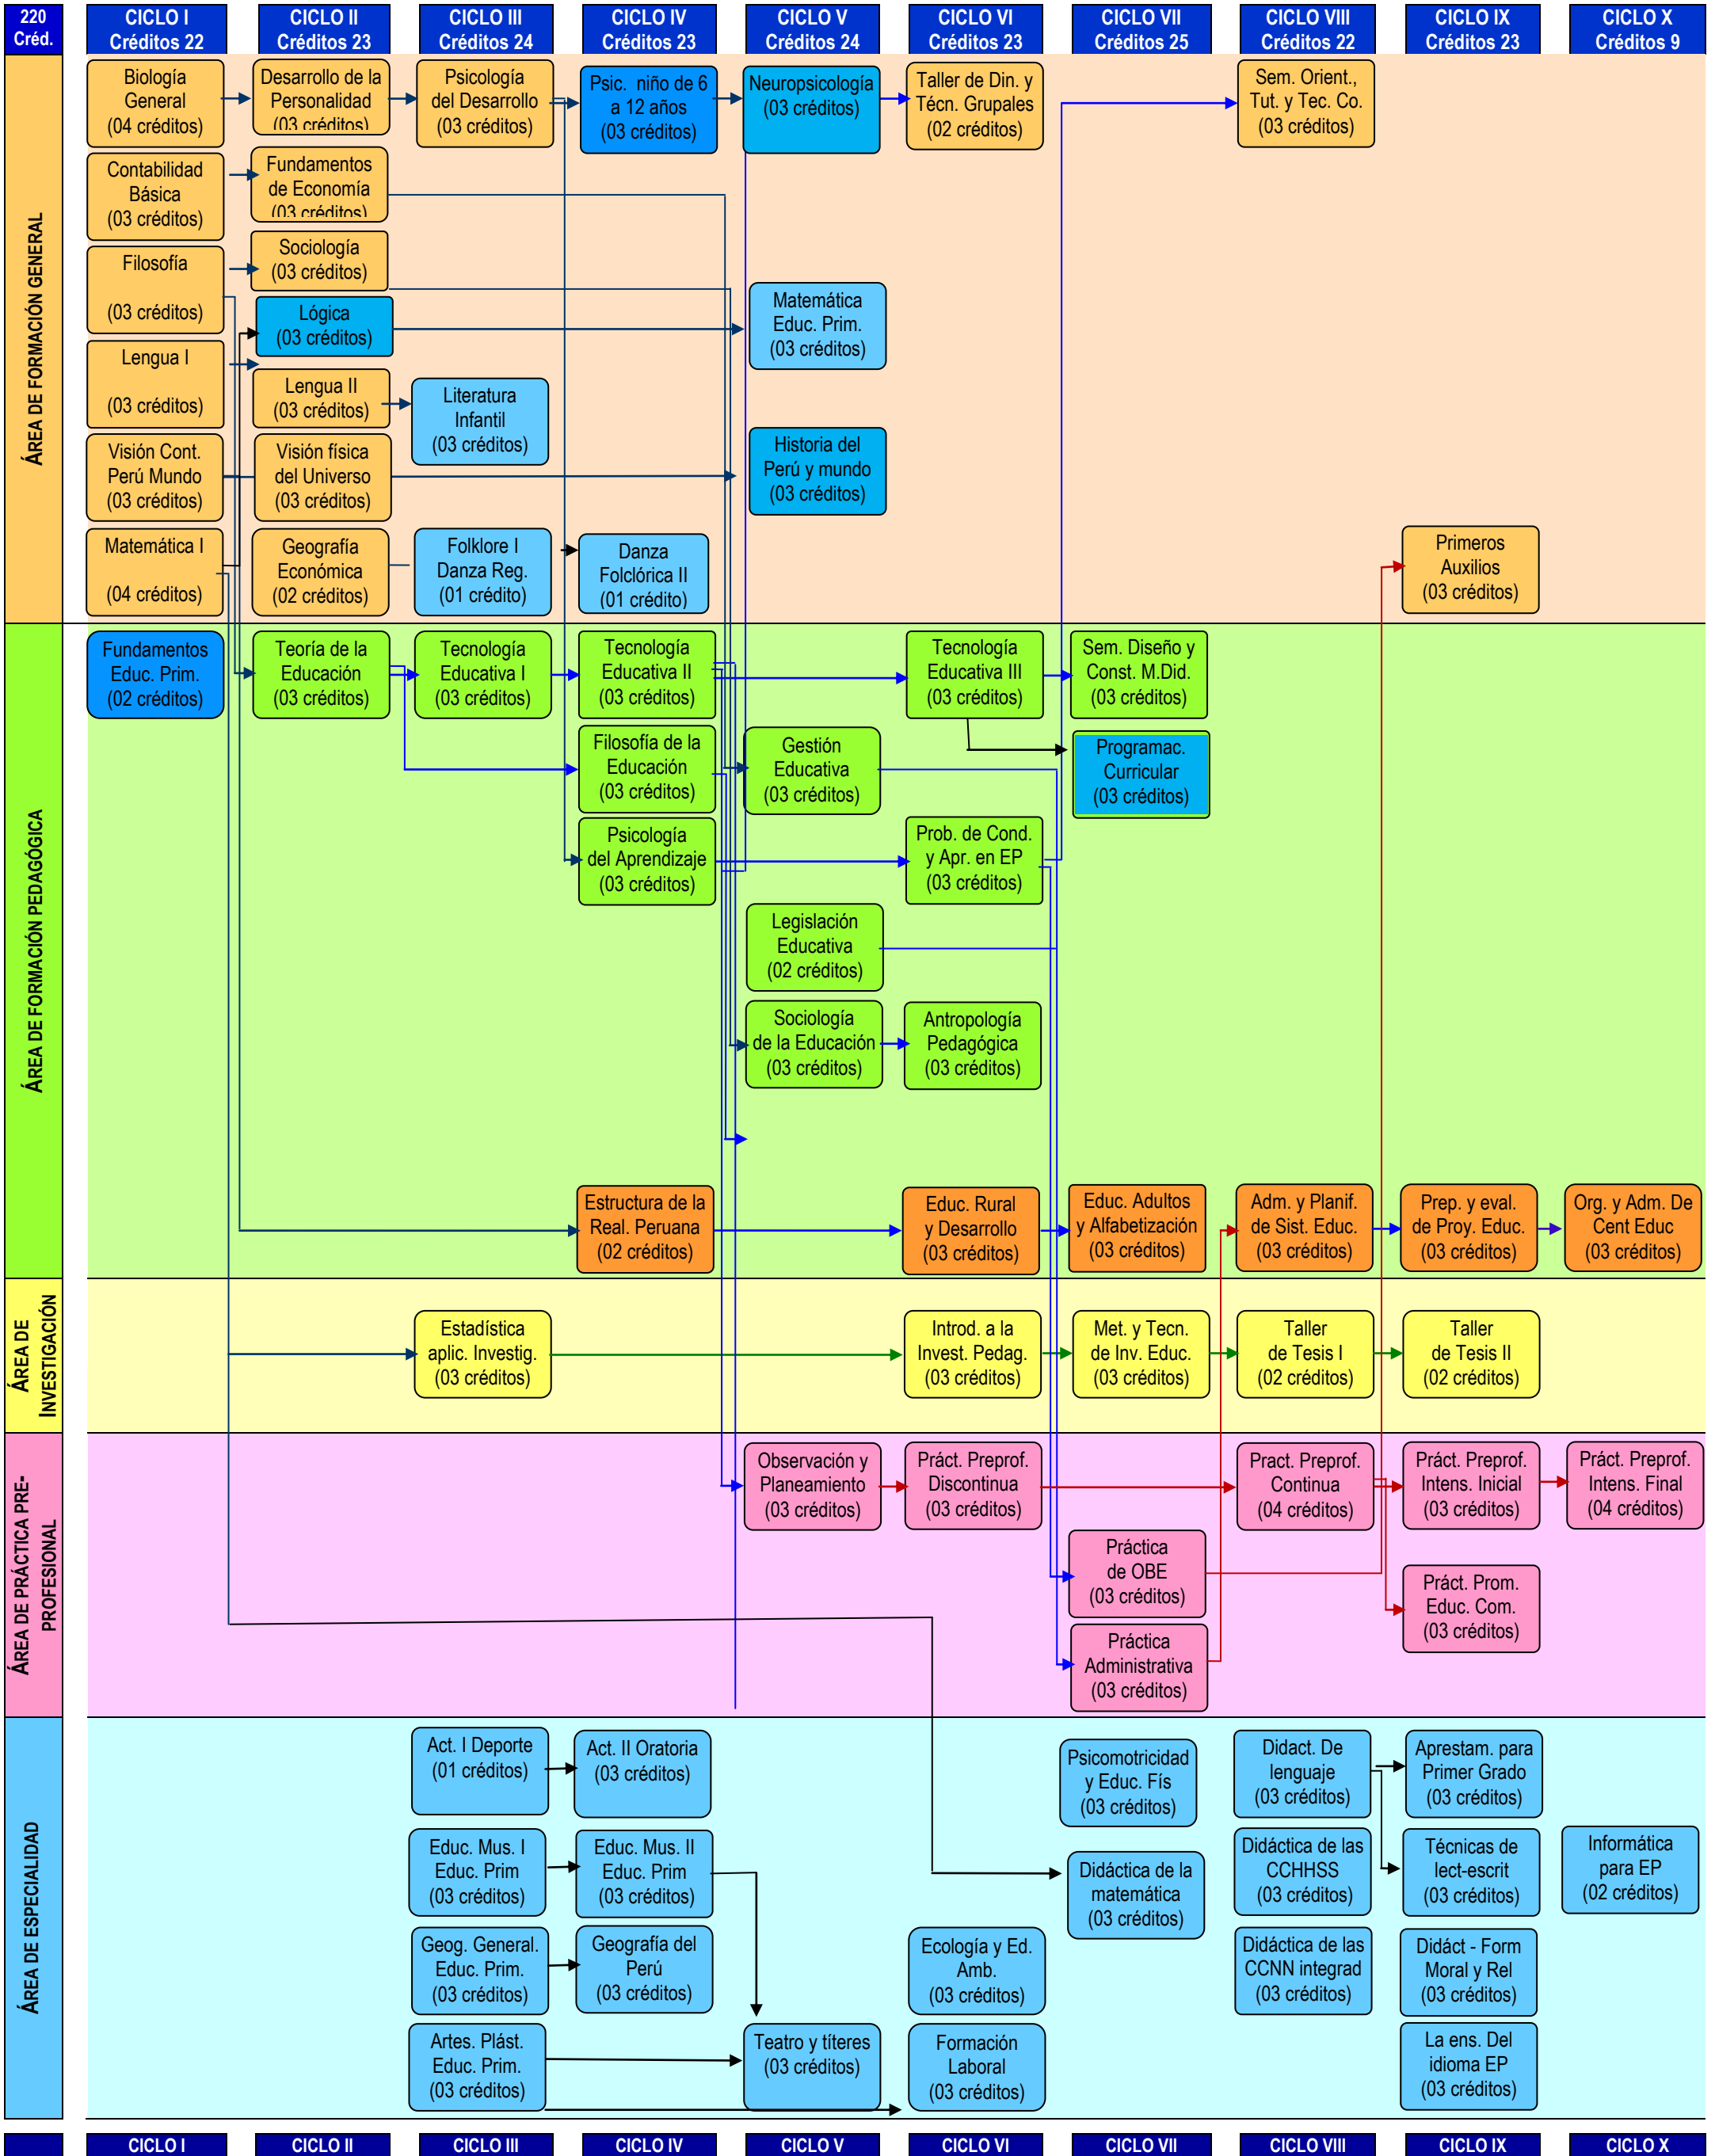 220
Créd.
CICLO I
Créditos 22
CICLO II
Créditos 23
CICLO III
Créditos 24
CICLO IV
Créditos 23
CICLO V
Créditos 24
CICLO VI
Créditos 23
CICLO VII
Créditos 25
CICLO VIII
Créditos 22
CICLO IX
Créditos 23
CICLO X
Créditos 9
ÁREA DE FORMACIÓN GENERAL
Biología
General
(04 créditos)
Desarrollo de la
Personalidad
(03 créditos)
Psicología
del Desarrollo
(03 créditos)
Psic. niño de 6
a 12 años
(03 créditos)
Neuropsicología
(03 créditos)
Taller de Din. y
Técn. Grupales
(02 créditos)
Sem. Orient.,
Tut. y Tec. Co.
(03 créditos)
Contabilidad
Básica
(03 créditos)
Fundamentos
de Economía
(03 créditos)
Filosofía
(03 créditos)
Sociología
(03 créditos)
Lógica
(03 créditos)
Matemática
Educ. Prim.
(03 créditos)
Lengua I
(03 créditos)
Lengua II
(03 créditos)
Literatura
Infantil
(03 créditos)
Visión Cont.
Perú Mundo
(03 créditos)
Visión física
del Universo
(03 créditos)
Historia del
Perú y mundo
(03 créditos)
Matemática I
(04 créditos)
Geografía
Económica
(02 créditos)
Folklore I
Danza Reg.
(01 crédito)
Danza
Folclórica II
(01 crédito)
Primeros
Auxilios
(03 créditos)
ÁREA DE FORMACIÓN PEDAGÓGICA
Fundamentos
Educ. Prim.
(02 créditos)
Teoría de la
Educación
(03 créditos)
Tecnología
Educativa I
(03 créditos)
Tecnología
Educativa II
(03 créditos)
Tecnología
Educativa III
(03 créditos)
Sem. Diseño y
Const. M.Did.
(03 créditos)
Filosofía de la
Educación
(03 créditos)
Gestión
Educativa
(03 créditos)
Programac.
Curricular
(03 créditos)
Psicología
del Aprendizaje
(03 créditos)
Prob. de Cond.
y Apr. en EP
(03 créditos)
Legislación
Educativa
(02 créditos)
Sociología
de la Educación
(03 créditos)
Antropología
Pedagógica
(03 créditos)
Estructura de la
Real. Peruana
(02 créditos)
Educ. Rural
y Desarrollo
(03 créditos)
Educ. Adultos
y Alfabetización
(03 créditos)
Adm. y Planif.
de Sist. Educ.
(03 créditos)
Prep. y eval.
de Proy. Educ.
(03 créditos)
Org. y Adm. De
Cent Educ
(03 créditos)
ÁREA DE
INVESTIGACIÓN
Estadística
aplic. Investig.
(03 créditos)
Introd. a la
Invest. Pedag.
(03 créditos)
Met. y Tecn.
de Inv. Educ.
(03 créditos)
Taller
de Tesis I
(02 créditos)
Taller
de Tesis II
(02 créditos)
ÁREA DE PRÁCTICA PRE-
PROFESIONAL
Observación y
Planeamiento
(03 créditos)
Práct. Preprof.
Discontinua
(03 créditos)
Pract. Preprof.
Continua
(04 créditos)
Práct. Preprof.
Intens. Inicial
(03 créditos)
Práct. Preprof.
Intens. Final
(04 créditos)
Práctica
de OBE
(03 créditos)
Práct. Prom.
Educ. Com.
(03 créditos)
Práctica
Administrativa
(03 créditos)
ÁREA DE ESPECIALIDAD
Act. I Deporte
(01 créditos)
Act. II Oratoria
(03 créditos)
Psicomotricidad
y Educ. Fís
(03 créditos)
Didact. De
lenguaje
(03 créditos)
Aprestam. para
Primer Grado
(03 créditos)
Educ. Mus. I
Educ. Prim
(03 créditos)
Educ. Mus. II
Educ. Prim
(03 créditos)
Didáctica de la
matemática
(03 créditos)
Didáctica de las
CCHHSS
(03 créditos)
Técnicas de
lect-escrit
(03 créditos)
Informática
para EP
(02 créditos)
Geog. General.
Educ. Prim.
(03 créditos)
Geografía del
Perú
(03 créditos)
Ecología y Ed.
Amb.
(03 créditos)
Didáctica de las
CCNN integrad
(03 créditos)
Didáct - Form
Moral y Rel
(03 créditos)
Artes. Plást.
Educ. Prim.
(03 créditos)
Teatro y títeres
(03 créditos)
Formación
Laboral
(03 créditos)
La ens. Del
idioma EP
(03 créditos)
CICLO I
CICLO II
CICLO III
CICLO IV
CICLO V
CICLO VI
CICLO VII
CICLO VIII
CICLO IX
CICLO X